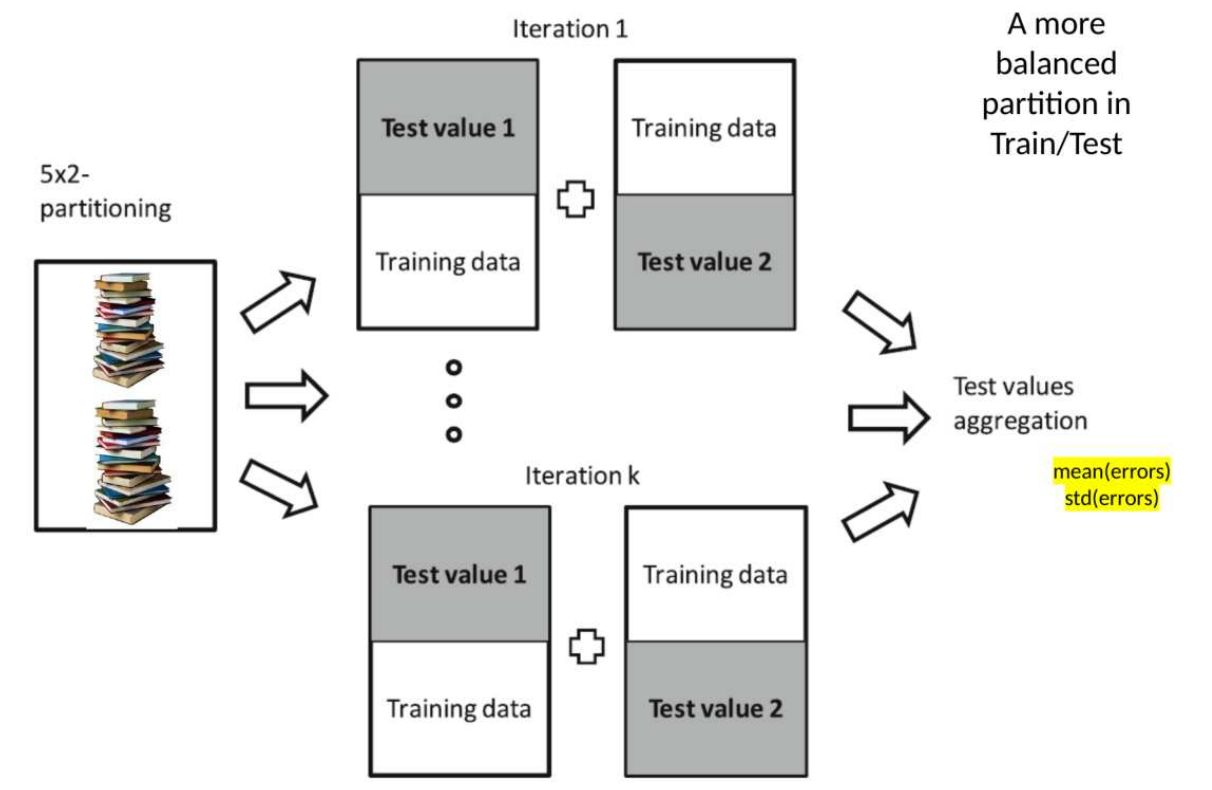 Iteration 1
A more
balanced
partition in
Train/Test
5x2-
partitioning
Test value 1
Training data
Training data
Test value 2
Test values
aggregation
mean(errors)
std(errors)
Iteration k
Test value 1
Training data
Training data
Test value 2